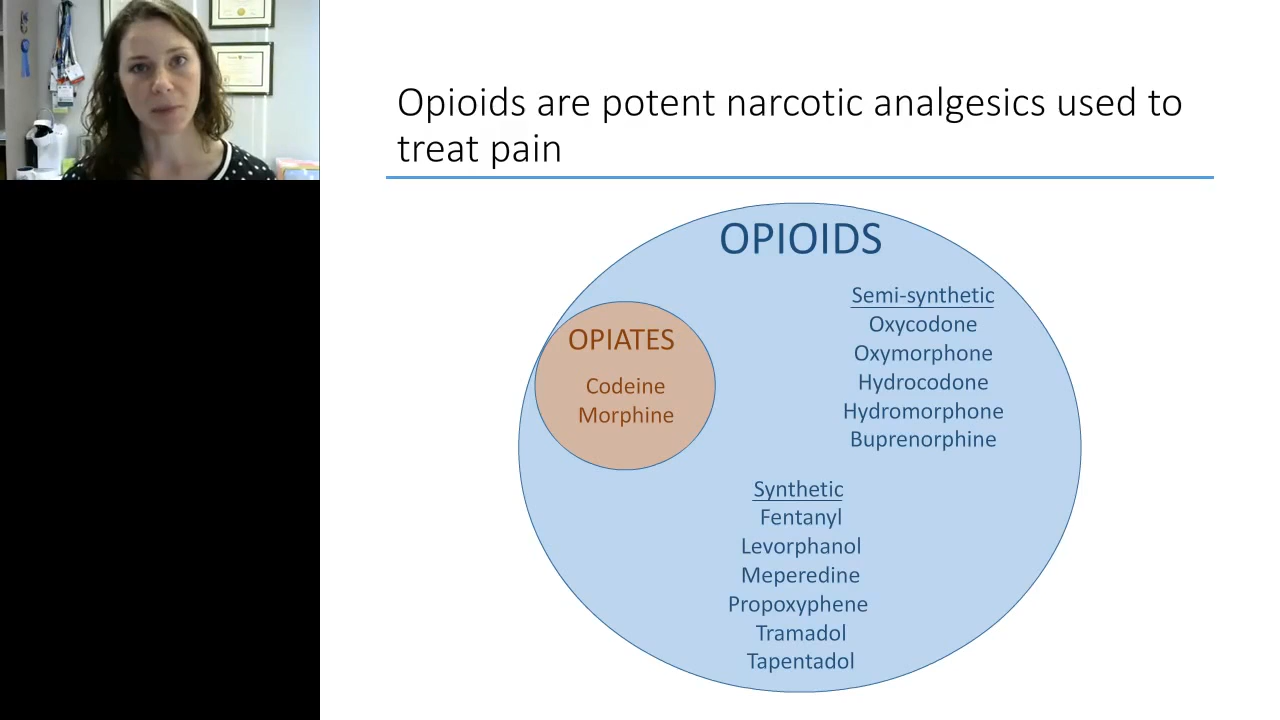 Opioids are potent narcotic analgesics used to
treat pain
OPIOIDS
OPIATES
Codeine
Morphine
Semi-synthetic
Oxycodone
Oxymorphone
Hydrocodone
Hydromorphone
Buprenorphine
Synthetic
Fentanyl
Levorphanol
Meperedine
Propoxyphene
Tramadol
Tapentadol